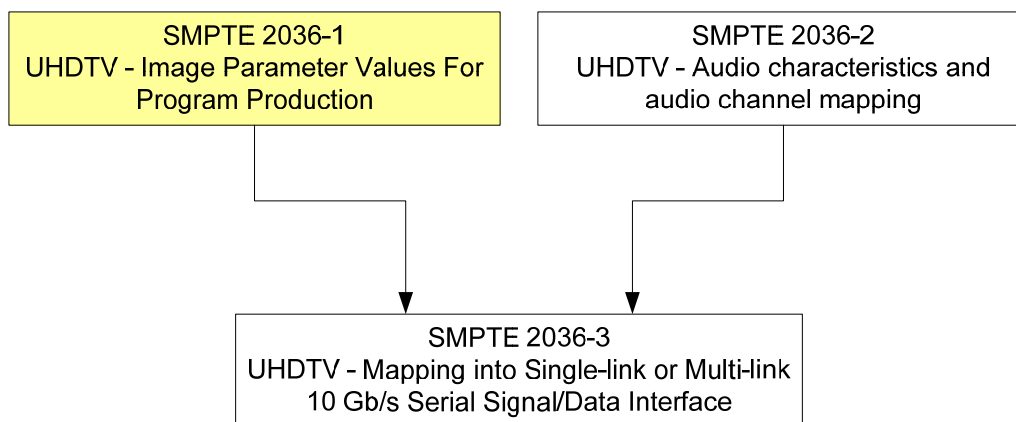 SMPTE 2036-1
UHDTV - Image Parameter Values For
Program Production
SMPTE 2036-2
UHDTV - Audio characteristics and
audio channel mapping
SMPTE 2036-3
UHDTV - Mapping into Single-link or Multi-link
10 Gb/s Serial Signal/Data Interface